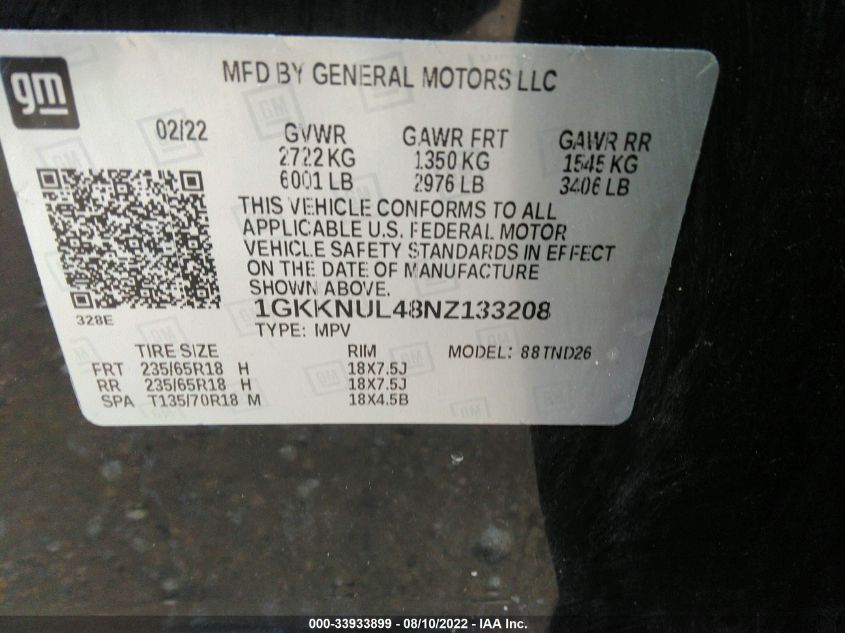 gm
MFD BY GENERAL MOTORS LLC
02/22 GVWR GAWR FRT GAWR RR
2722 KG 1350 KG 1545 KG
6001 LB 2976 LB 3406 LB
THIS VEHICLE CONFORMS TO ALL
APPLICABLE U.S. FEDERAL MOTOR
VEHICLE SAFETY STANDARDS IN EFFECT
ON THE DATE OF MANUFACTURE
SHOWN ABOVE.
328E
1GKKNUL48NZ133208
TYPE: MPV
TIRE SIZE RIM MODEL: 88TND26
FRT 235/65R18 H 18X7.5J
RR 235/65R18 H 18X7.5J
SPA T135/70R18 M 18X4.5B
000-33933899 - 08/10/2022 - IAA Inc.